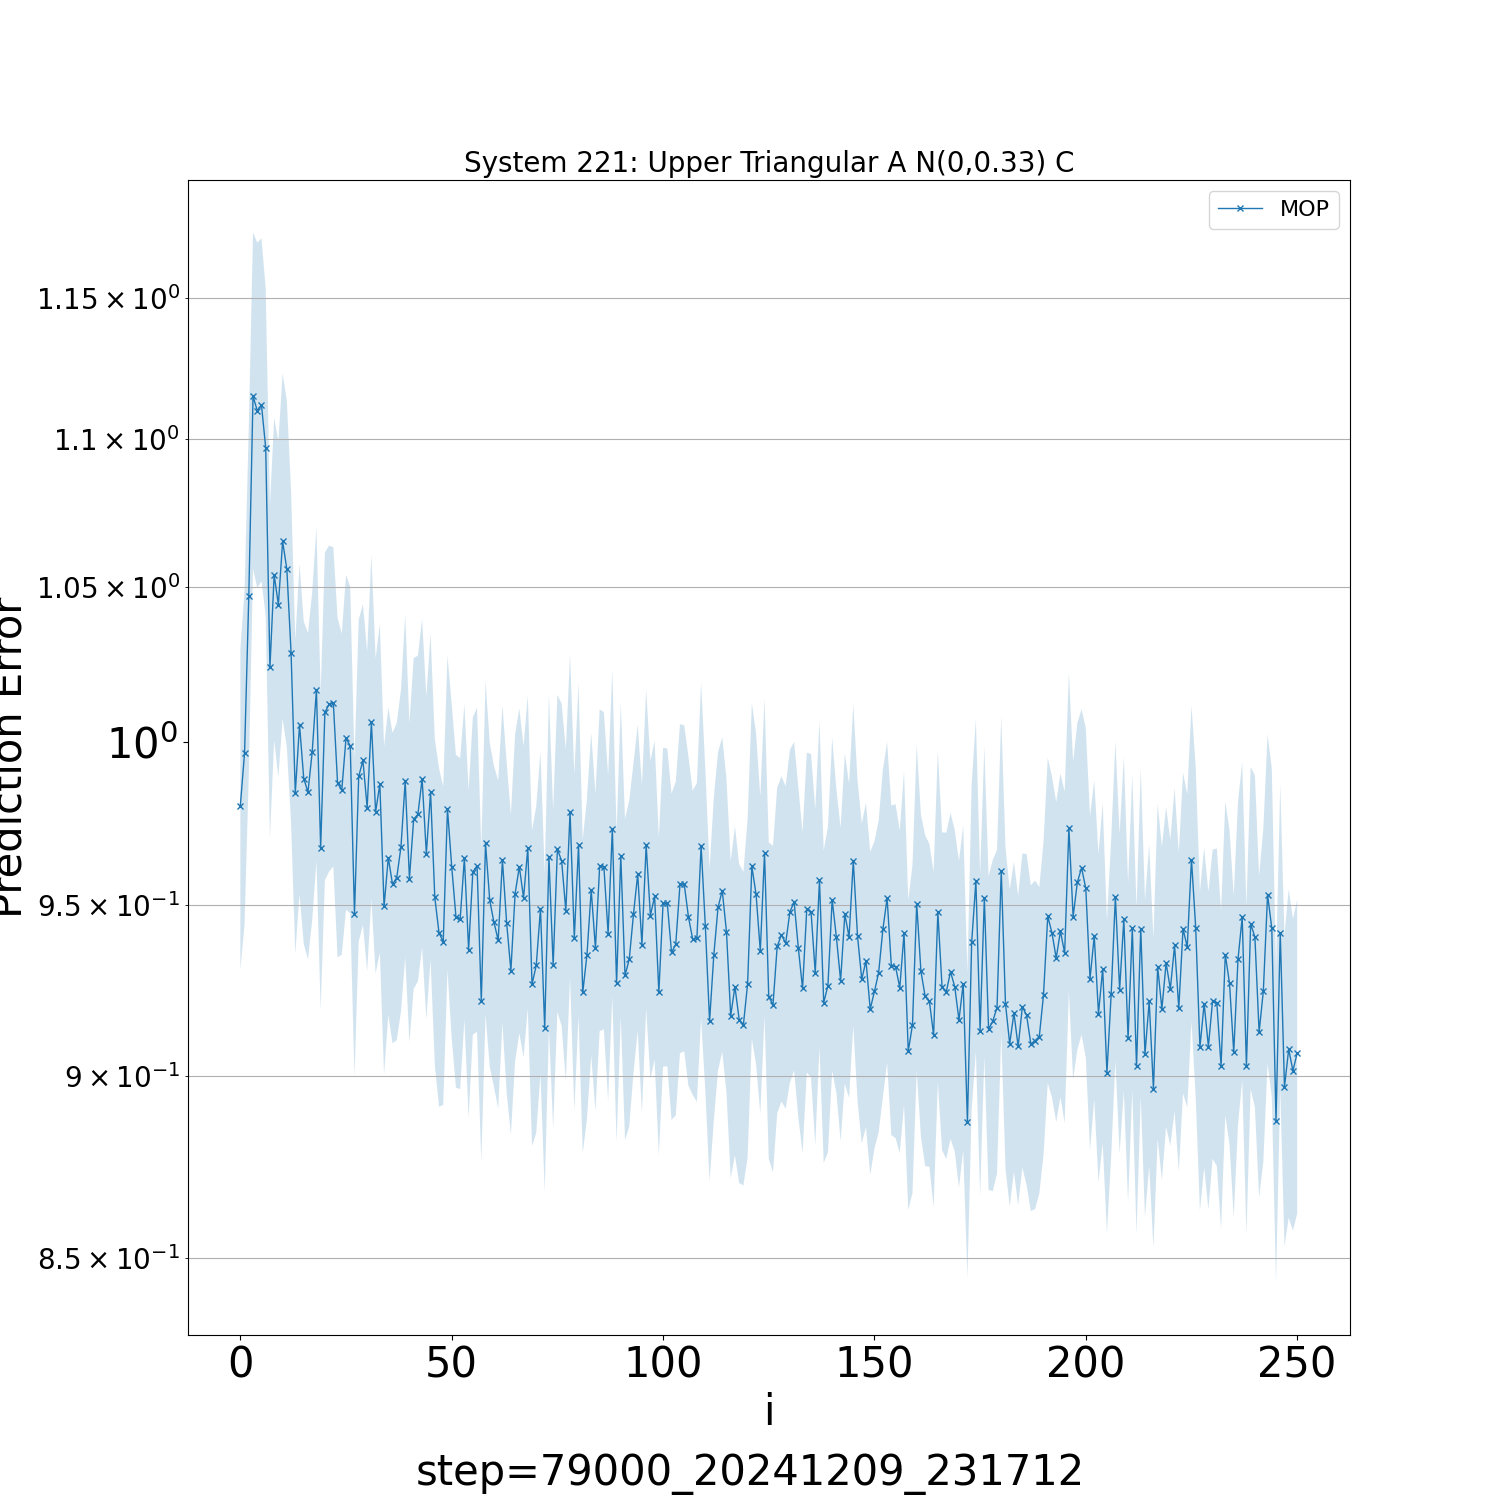 System 221: Upper Triangular A N(0,0.33) C
MOP
1.15 × 10⁰
1.1 × 10⁰
1.05 × 10⁰
10⁰
9.5 × 10⁻¹
9 × 10⁻¹
8.5 × 10⁻¹
Prediction Error
0 50 100 150 200 250
i
step=79000_20241209_231712